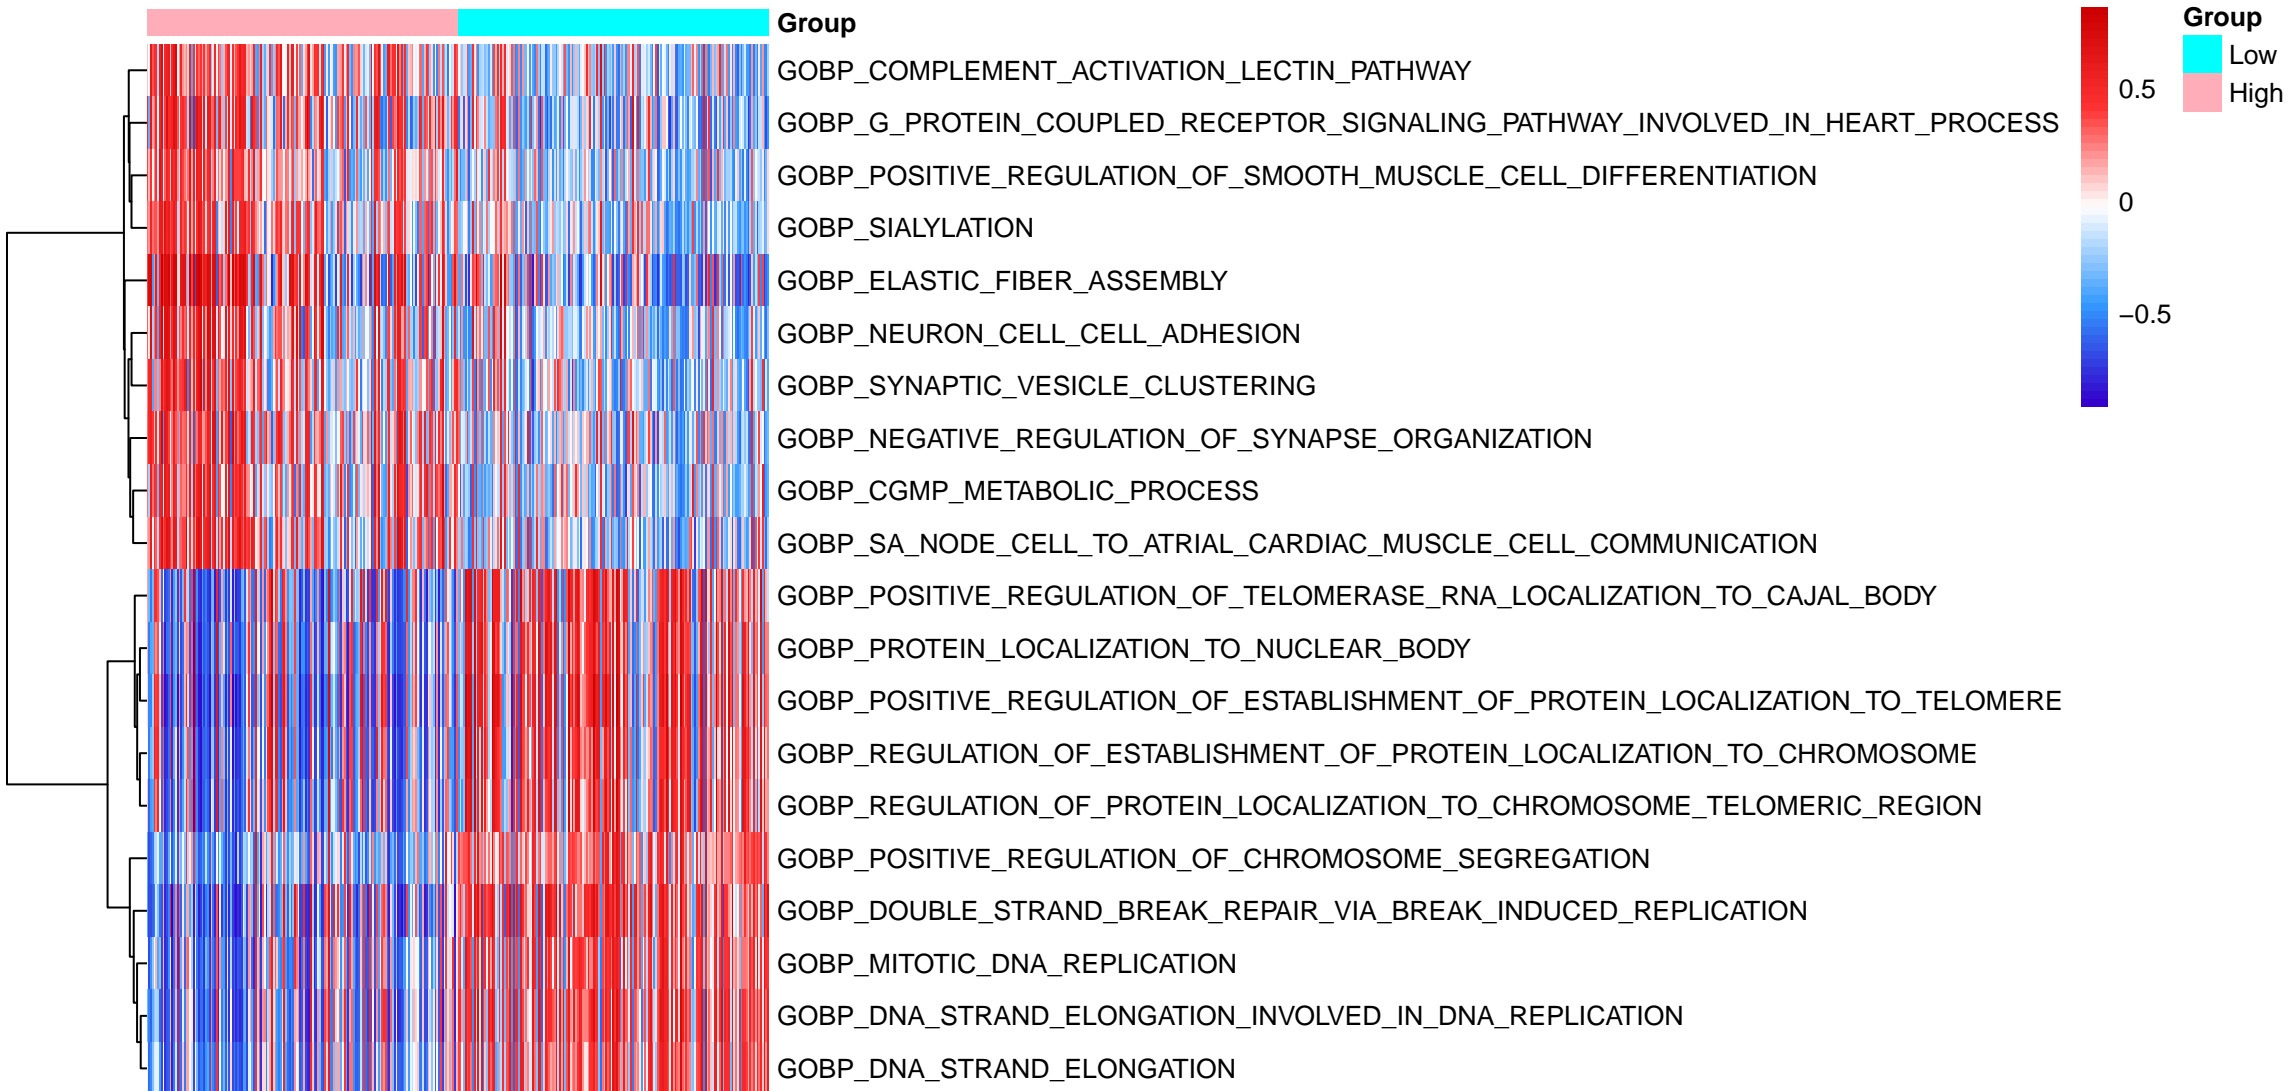 Group
GOBP_COMPLEMENT_ACTIVATION_LECTIN_PATHWAY
GOBP_G_PROTEIN_COUPLED_RECEPTOR_SIGNALING_PATHWAY_INVOLVED_IN_HEART_PROCESS
GOBP_POSITIVE_REGULATION_OF_SMOOTH_MUSCLE_CELL_DIFFERENTIATION
GOBP_SIALYLATION
GOBP_ELASTIC_FIBER_ASSEMBLY
GOBP_NEURON_CELL_CELL_ADHESION
GOBP_SYNAPTIC_VESICLE_CLUSTERING
GOBP_NEGATIVE_REGULATION_OF_SYNAPSE_ORGANIZATION
GOBP_CGMP_METABOLIC_PROCESS
GOBP_SA_NODE_CELL_TO_ATRIAL_CARDIAC_MUSCLE_CELL_COMMUNICATION
GOBP_POSITIVE_REGULATION_OF_TELOMERASE_RNA_LOCALIZATION_TO_CAJAL_BODY
GOBP_PROTEIN_LOCALIZATION_TO_NUCLEAR_BODY
GOBP_POSITIVE_REGULATION_OF_ESTABLISHMENT_OF_PROTEIN_LOCALIZATION_TO_TELOMERE
GOBP_REGULATION_OF_ESTABLISHMENT_OF_PROTEIN_LOCALIZATION_TO_CHROMOSOME
GOBP_REGULATION_OF_PROTEIN_LOCALIZATION_TO_CHROMOSOME_TELOMERIC_REGION
GOBP_POSITIVE_REGULATION_OF_CHROMOSOME_SEGREGATION
GOBP_DOUBLE_STRAND_BREAK_REPAIR_VIA_BREAK_INDUCED_REPLICATION
GOBP_MITOTIC_DNA_REPLICATION
GOBP_DNA_STRAND_ELONGATION_INVOLVED_IN_DNA_REPLICATION
GOBP_DNA_STRAND_ELONGATION
0.5
0
−0.5
Group
Low
High